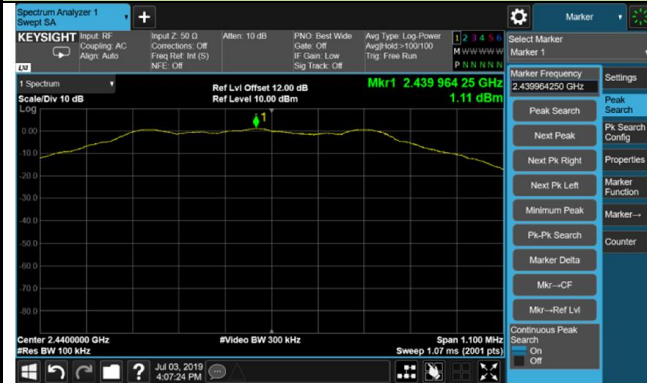 Spectrum Analyzer 1
Swept SA
Marker
KEYSIGHT
Input: RF
Coupling: AC
Align: Auto
Input Z: 50 Ω
Corrections: Off
Freq Ref: Int (S)
NFE: Off
Atten: 10 dB
PNO: Best Wide
Gate: Off
IF Gain: Low
Sig Track: Off
Avg Type: Log-Power
Avg|Hold:>100/100
Trig: Free Run
1 2 3 4 5 6
M W W W W W
P N N N N N
LXI
Select Marker
Marker 1
1 Spectrum
Scale/Div 10 dB
Log
Ref Lvl Offset 12.00 dB
Ref Level 10.00 dBm
Mkr1 2.439 964 25 GHz
1.11 dBm
1
0.00
-10.0
-20.0
-30.0
-40.0
-50.0
-60.0
-70.0
-80.0
Center 2.4400000 GHz
#Res BW 100 kHz
#Video BW 300 kHz
Span 1.100 MHz
Sweep 1.07 ms (2001 pts)
Marker Frequency
2.439964250 GHz
Peak Search
Next Peak
Next Pk Right
Next Pk Left
Minimum Peak
Pk-Pk Search
Marker Delta
Mkr→CF
Mkr→Ref Lvl
Continuous Peak
Search
On
Off
Settings
Peak
Search
Pk Search
Config
Properties
Marker
Function
Marker→
Counter
Jul 03, 2019
4:07:24 PM